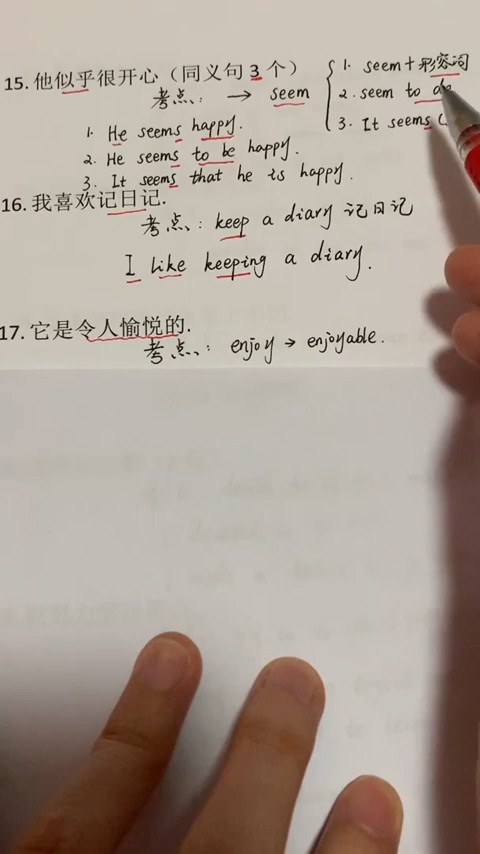 15. 他似乎很开心（同义句 3 个）
考点： → seem
1. seem + 形容词
2. seem to do
3. It seems (
1. He seems happy.
2. He seems to be happy.
3. It seems that he is happy.
16. 我喜欢记日记.
考点： keep a diary 记日记
I like keeping a diary.
17. 它是令人愉悦的.
考点： enjoy → enjoyable.